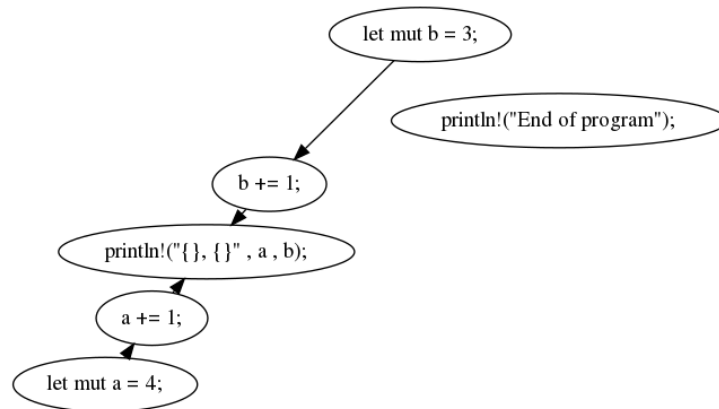 let mut b = 3;
println!("End of program");
b += 1;
println!("{}, {}" , a , b);
a += 1;
let mut a = 4;